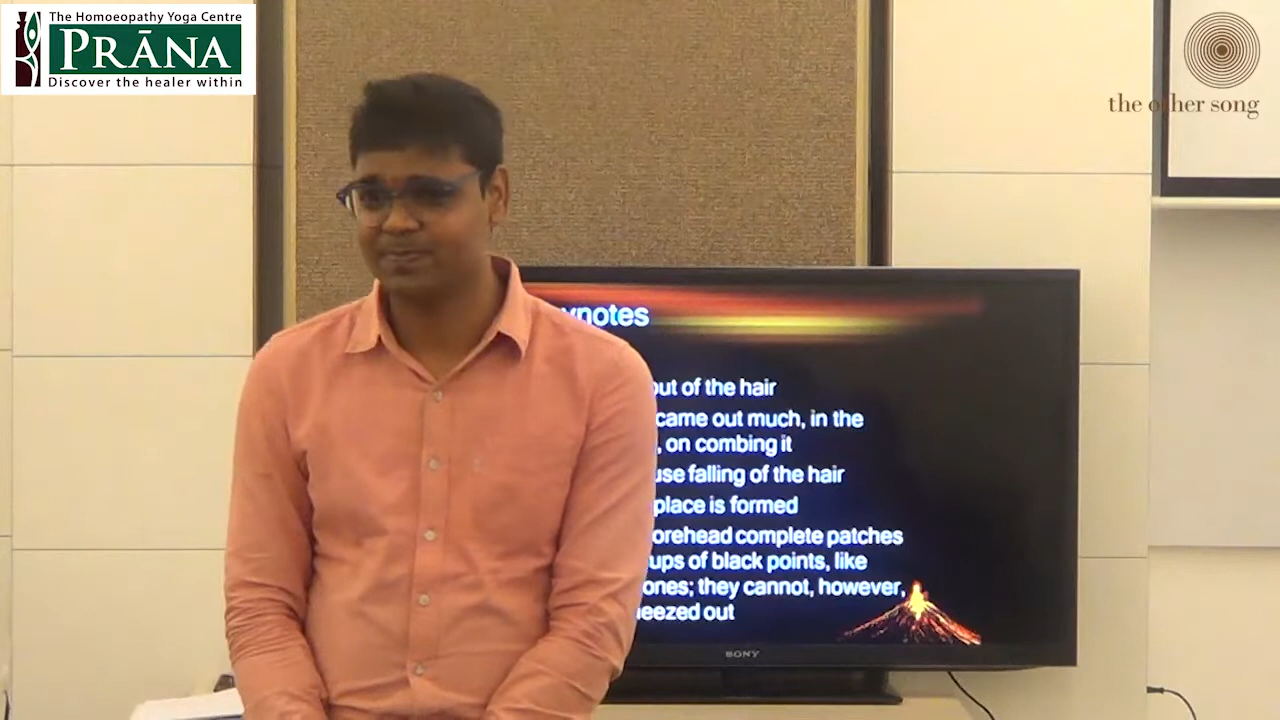 The Homoeopathy Yoga Centre
PRĀNA
Discover the healer within
the other song
ynotes
out of the hair
came out much, in the
, on combing it
use falling of the hair
place is formed
orehead complete patches
ups of black points, like
ones; they cannot, however,
eezed out
SONY